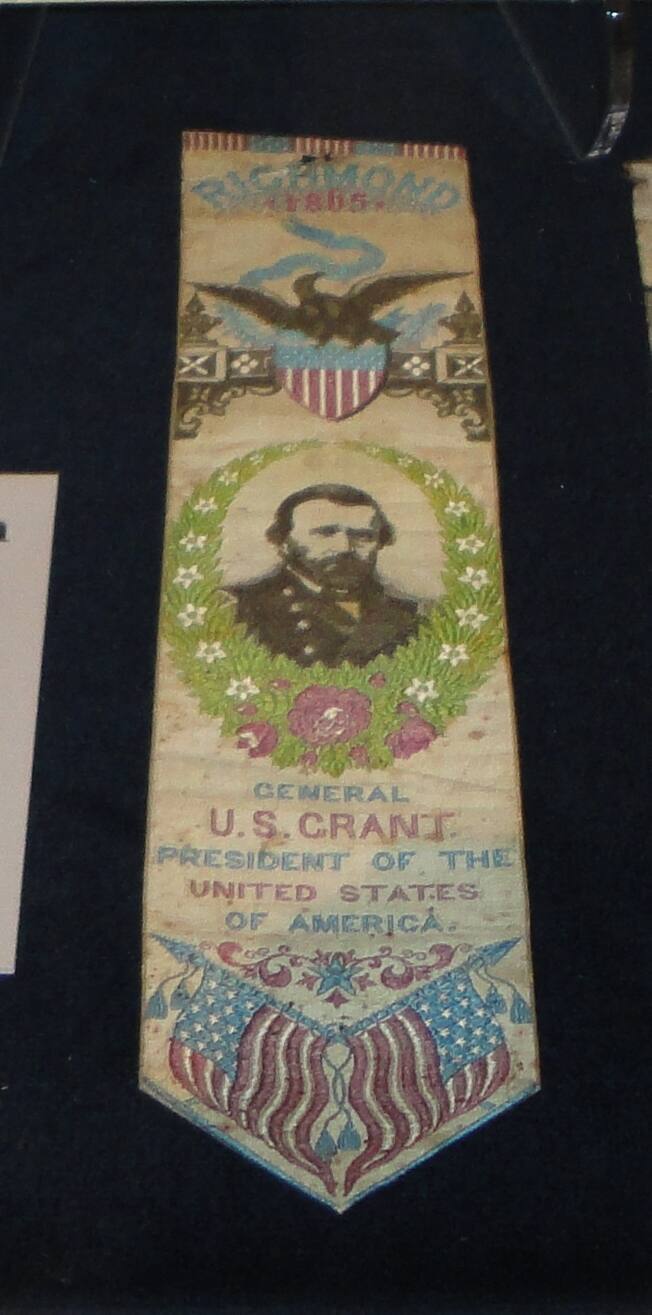 RICHMOND
·1865·
GENERAL
U.S. GRANT.
PRESIDENT OF THE
UNITED STATES
OF AMERICA.